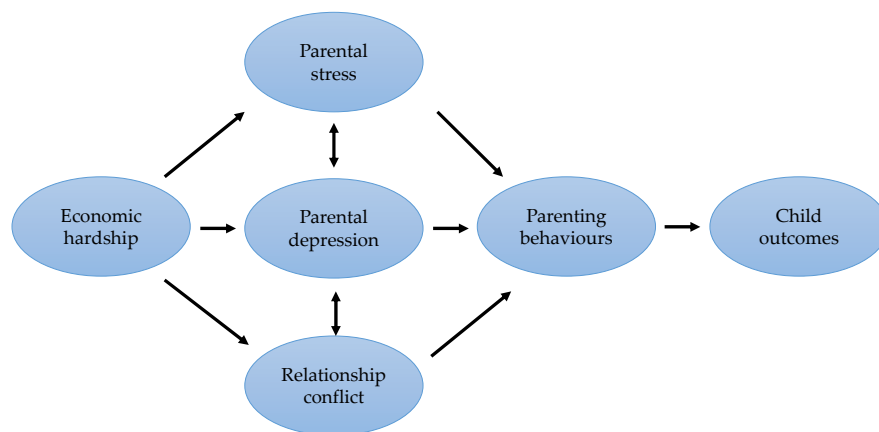 Parental
stress
Economic
hardship
Parental
depression
Parenting
behaviours
Child
outcomes
Relationship
conflict